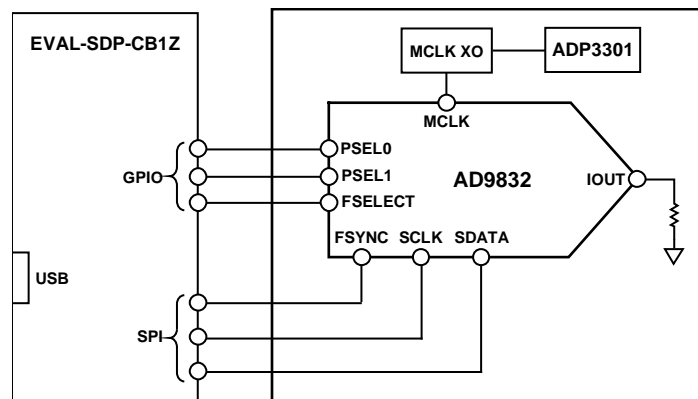 EVAL-SDP-CB1Z
MCLK XO
ADP3301
MCLK
GPIO
PSEL0
PSEL1
FSELECT
AD9832
IOUT
FSYNC
SCLK
SDATA
USB
SPI